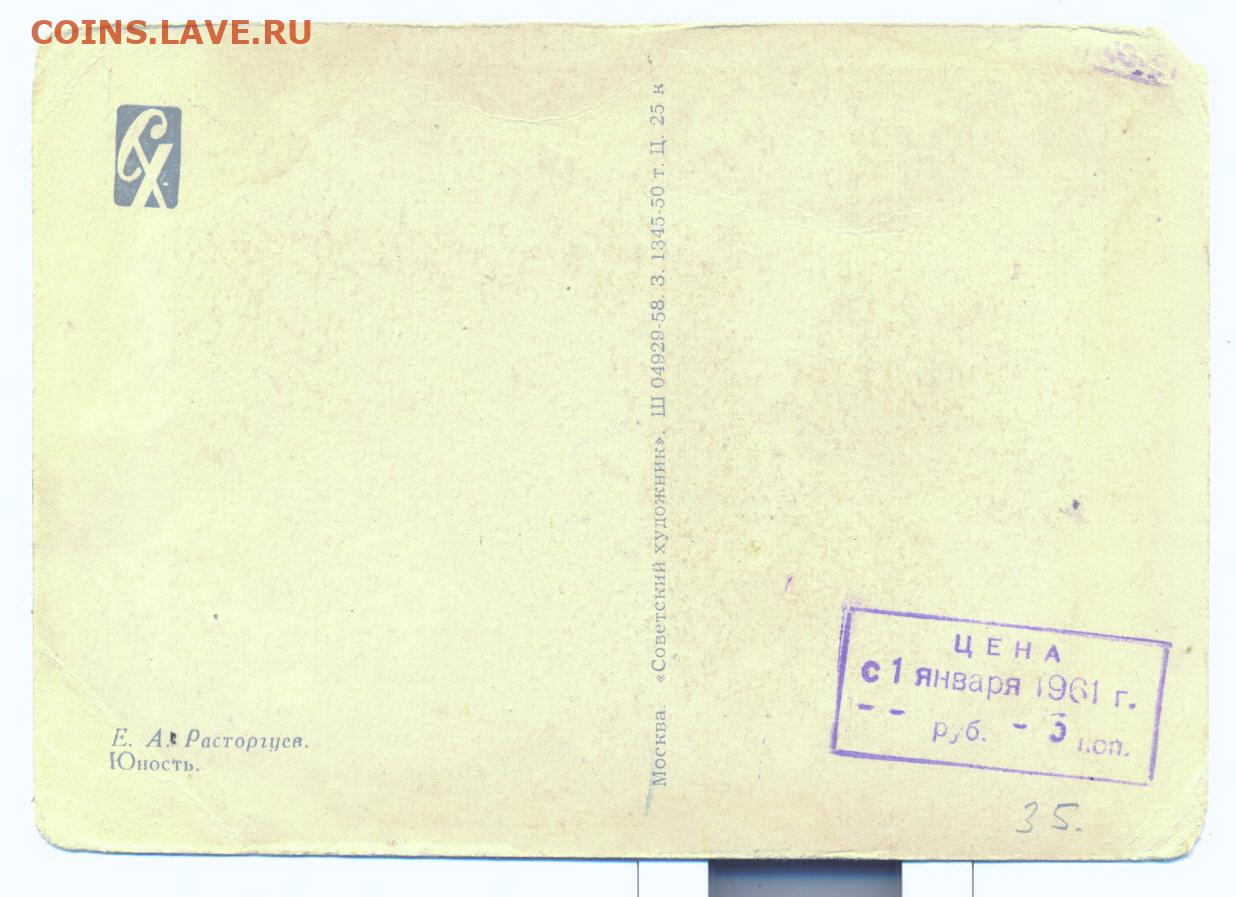 COINS.LAVE.RU
СХ
Москва. «Советский художник». Ш 04929-58. З. 1345-50 т. Ц. 25 к
Е. А. Расторгуев.
Юность.
ЦЕНА
с 1 января 1961 г.
-- руб. - 3 коп.
35.